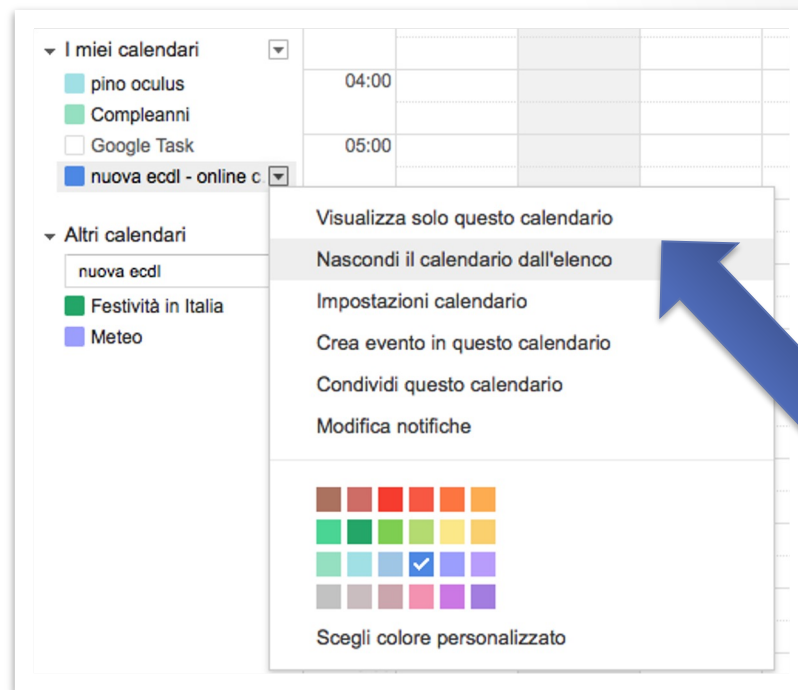 I miei calendari
pino oculus
Compleanni
Google Task
nuova ecdl - online c
Altri calendari
nuova ecdl
Festività in Italia
Meteo
04:00
05:00
Visualizza solo questo calendario
Nascondi il calendario dall'elenco
Impostazioni calendario
Crea evento in questo calendario
Condividi questo calendario
Modifica notifiche
Scegli colore personalizzato